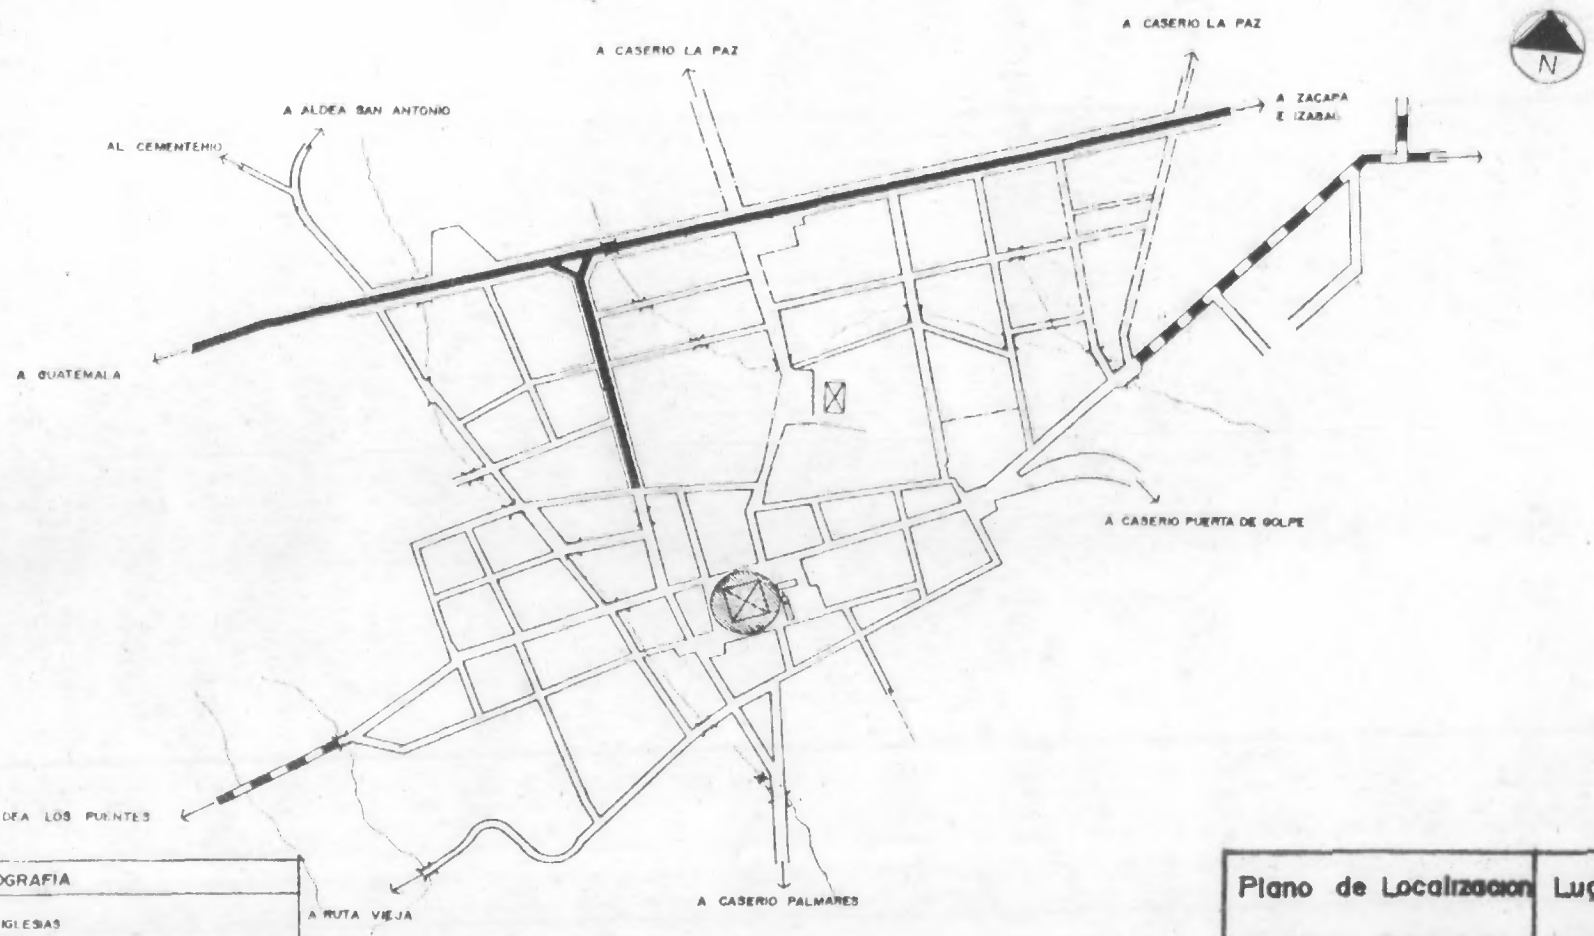 A CASERIO LA PAZ
A CASERIO LA PAZ
N
A ZACAPA
E IZABAL
A ALDEA SAN ANTONIO
AL CEMENTERIO
A GUATEMALA
A CASERIO PUERTA DE GOLPE
DEA LOS PUENTES
OGRAFIA
IGLESIAS
A RUTA VIEJA
A CASERIO PALMARES
Plano de Localizacion
Lug